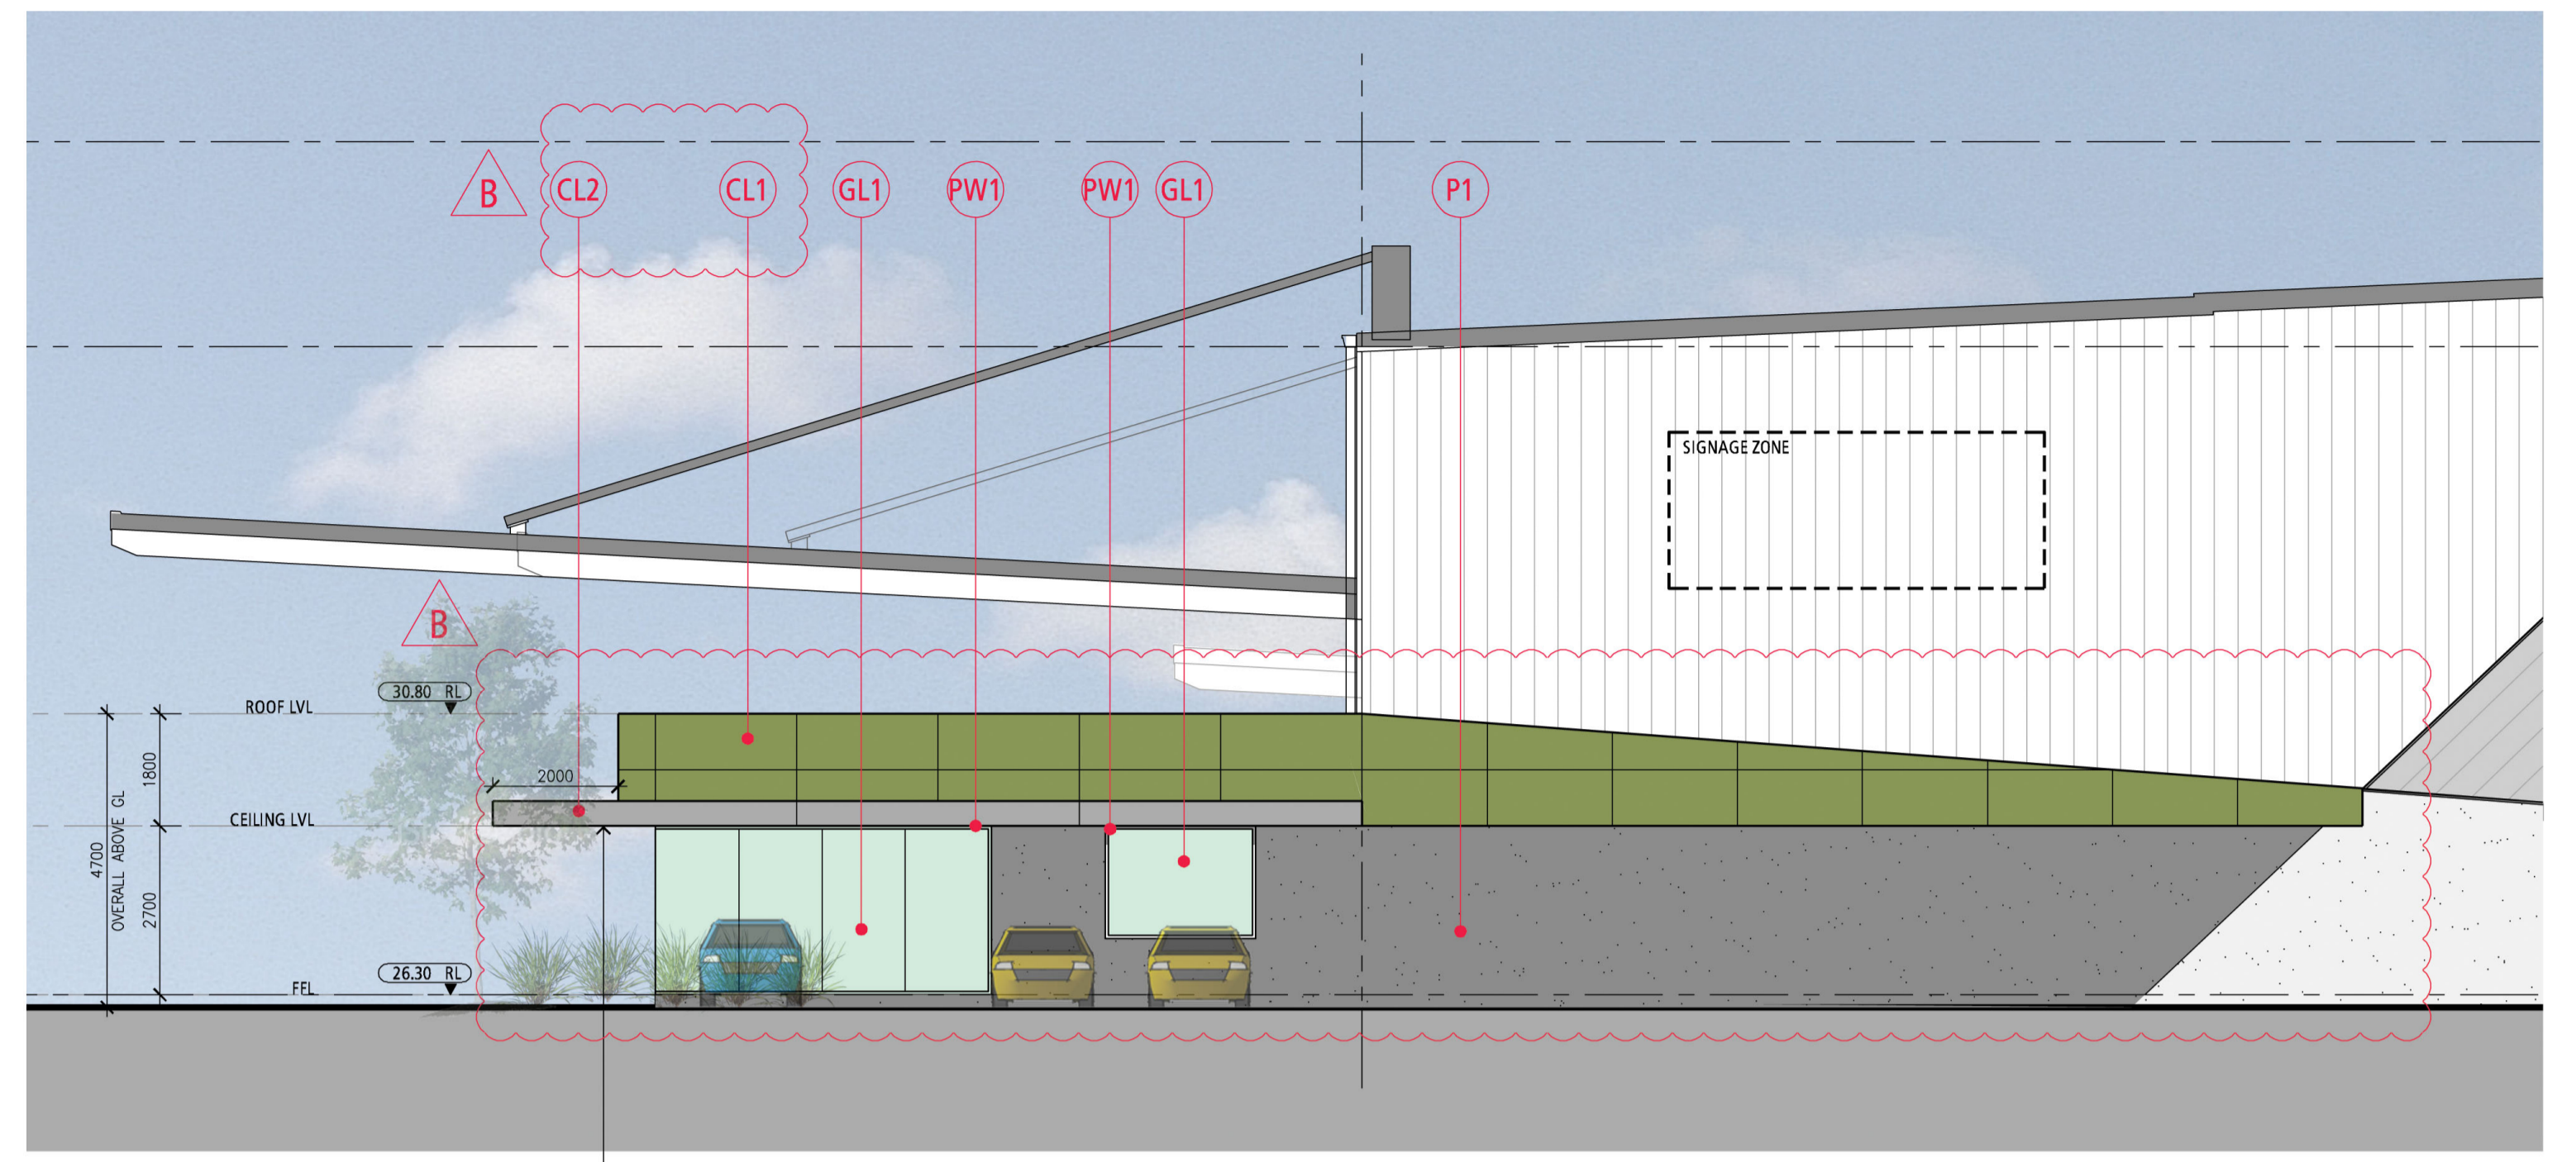 B
CL2
CL1
GL1
PW1
PW1
GL1
P1
SIGNAGE ZONE
B
30.80 RL
ROOF LVL
1800
2000
CEILING LVL
4700
OVERALL ABOVE GL
2700
26.30 RL
FFL